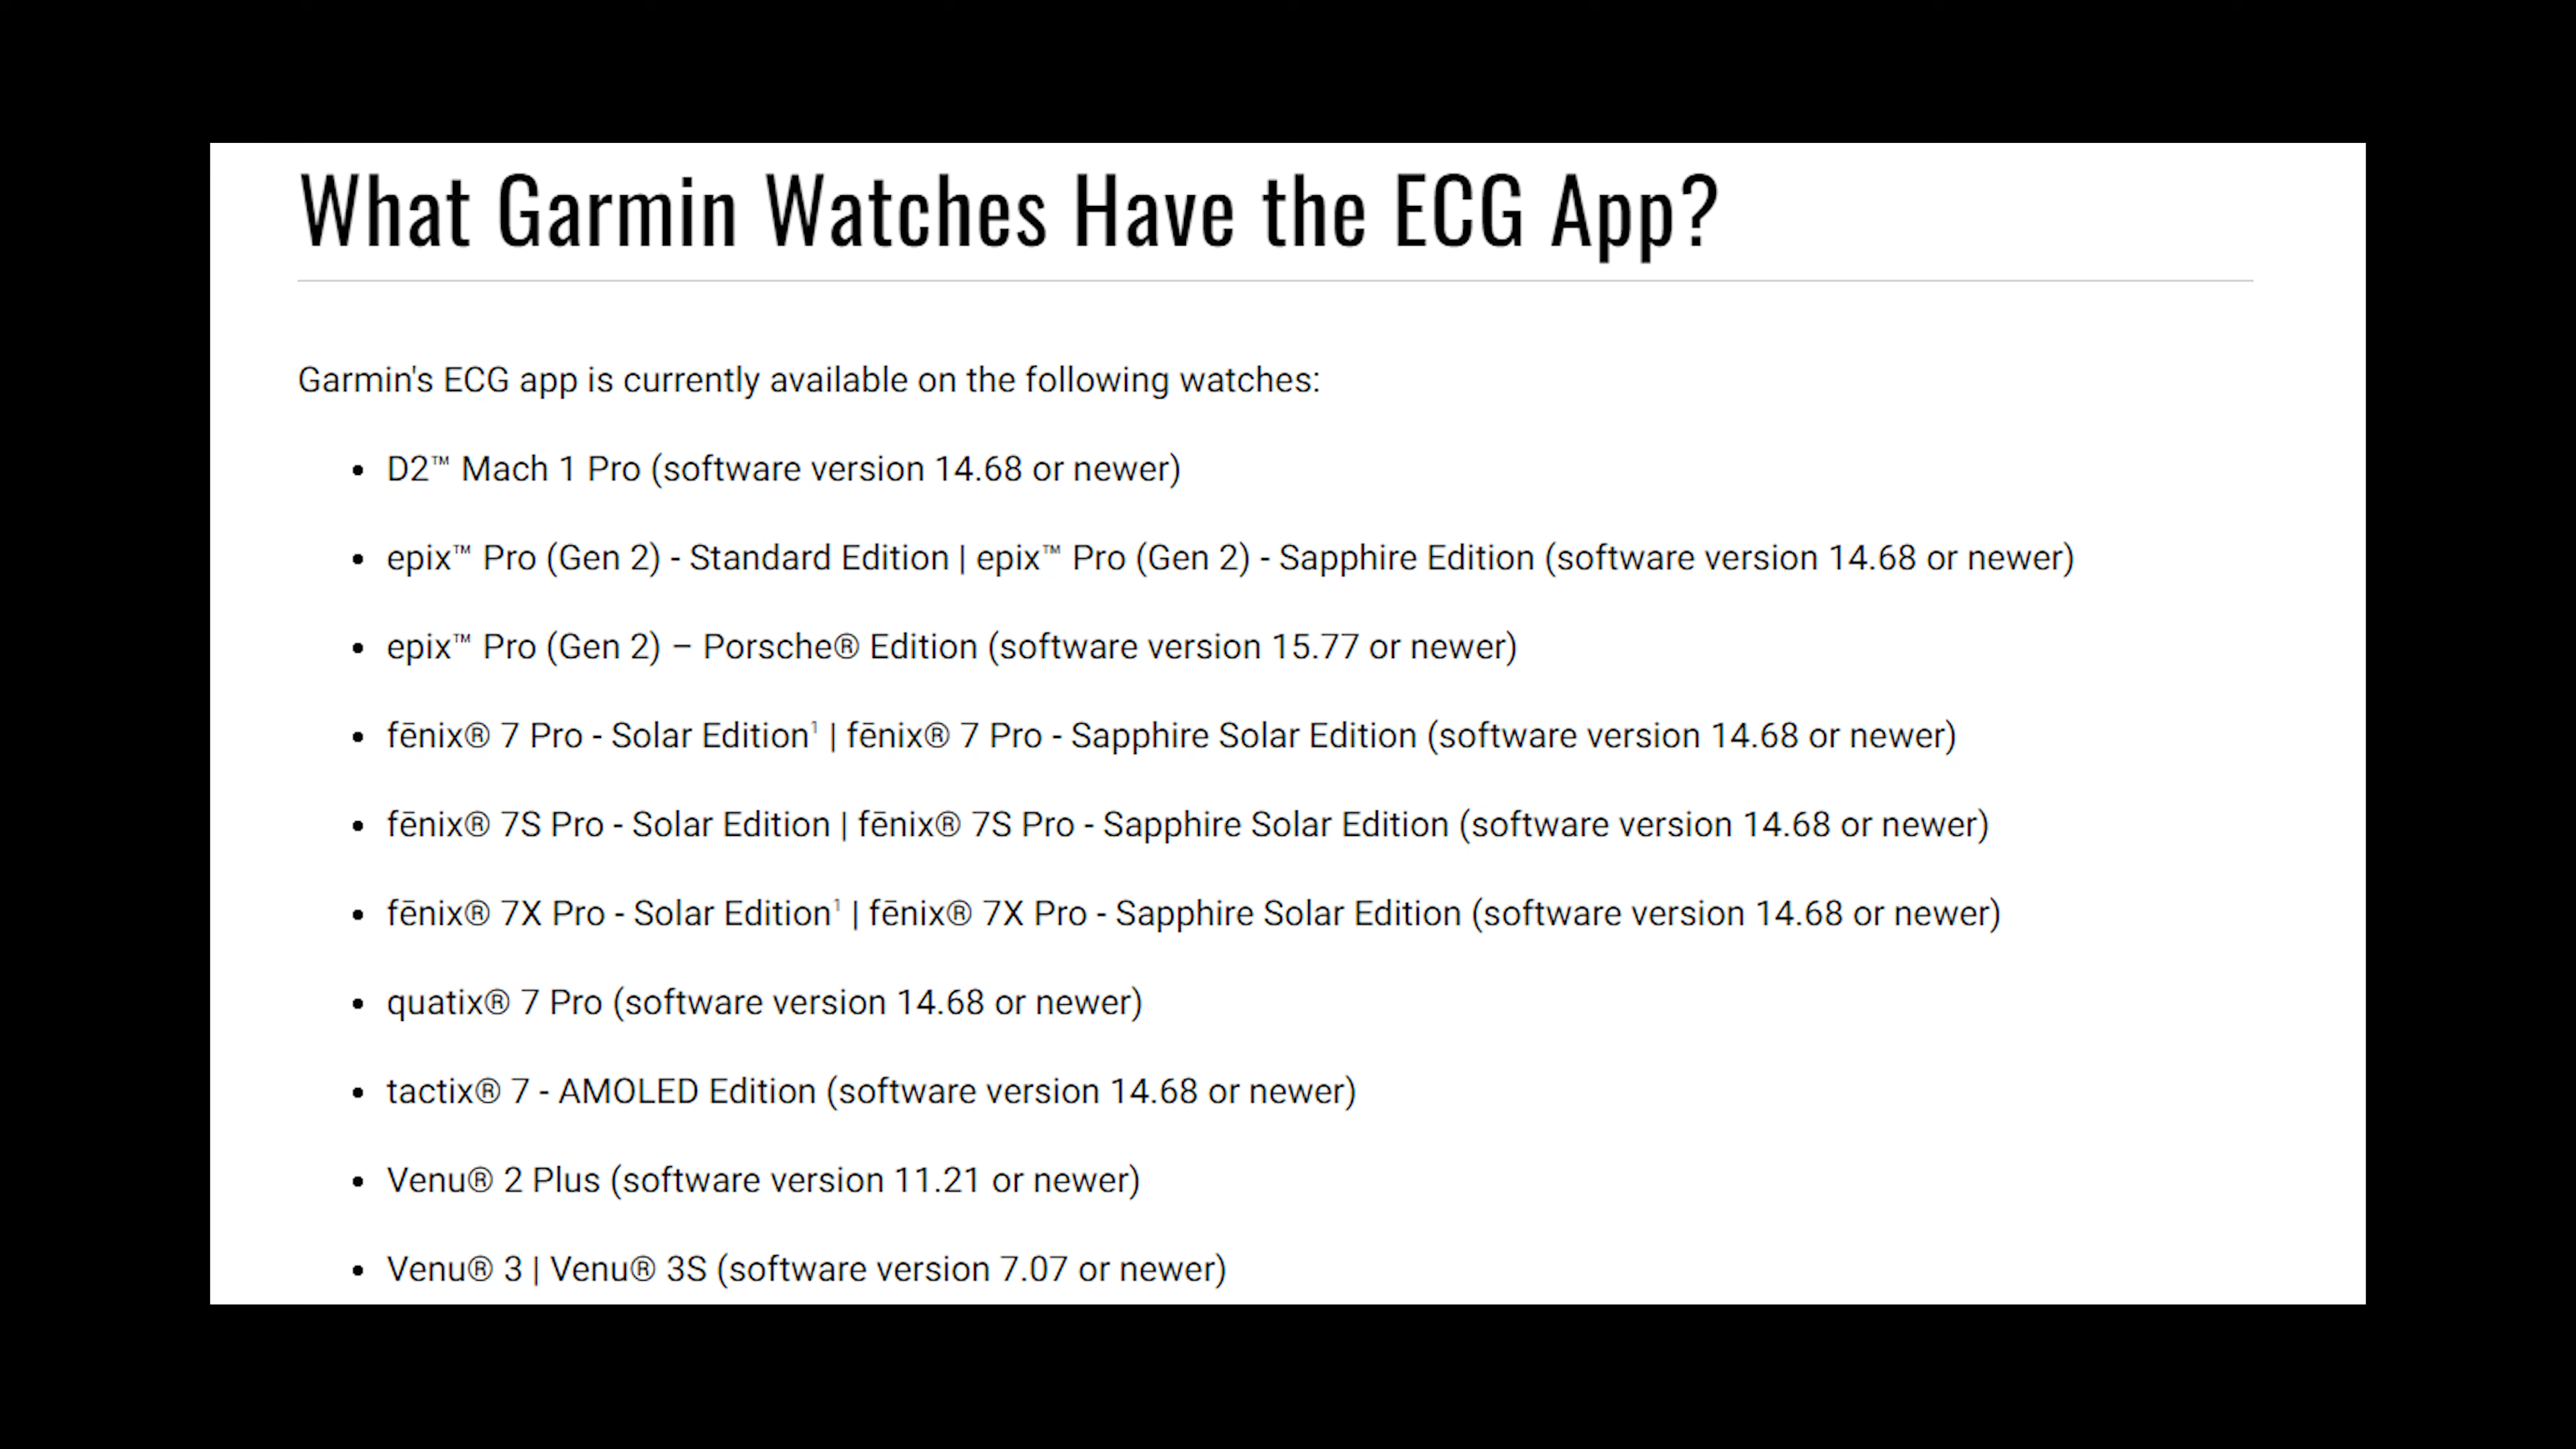 What Garmin Watches Have the ECG App?
Garmin's ECG app is currently available on the following watches:
• D2™ Mach 1 Pro (software version 14.68 or newer)
• epix™ Pro (Gen 2) - Standard Edition | epix™ Pro (Gen 2) - Sapphire Edition (software version 14.68 or newer)
• epix™ Pro (Gen 2) – Porsche® Edition (software version 15.77 or newer)
• fēnix® 7 Pro - Solar Edition¹ | fēnix® 7 Pro - Sapphire Solar Edition (software version 14.68 or newer)
• fēnix® 7S Pro - Solar Edition | fēnix® 7S Pro - Sapphire Solar Edition (software version 14.68 or newer)
• fēnix® 7X Pro - Solar Edition¹ | fēnix® 7X Pro - Sapphire Solar Edition (software version 14.68 or newer)
• quatix® 7 Pro (software version 14.68 or newer)
• tactix® 7 - AMOLED Edition (software version 14.68 or newer)
• Venu® 2 Plus (software version 11.21 or newer)
• Venu® 3 | Venu® 3S (software version 7.07 or newer)